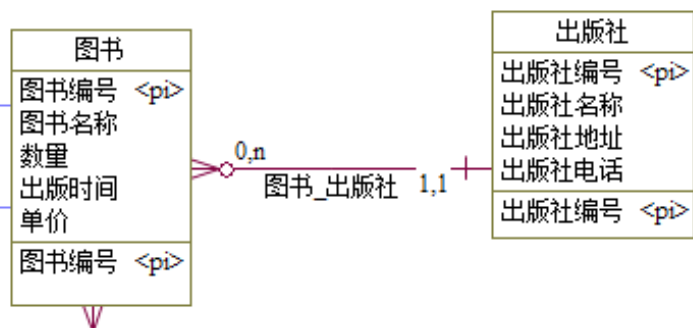 图书
图书编号 <pi>
图书名称
数量
出版时间
单价
图书编号 <pi>
0,n
图书_出版社
1,1
出版社
出版社编号 <pi>
出版社名称
出版社地址
出版社电话
出版社编号 <pi>